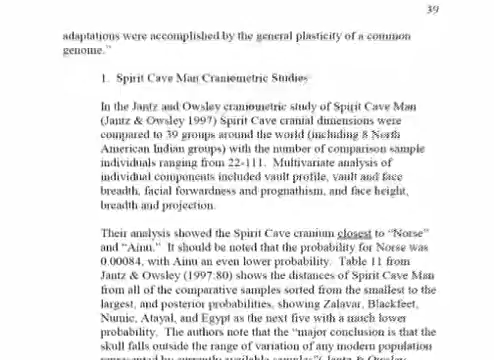 39
adaptations were accomplished by the general plasticity of a common
genome."
1. Spirit Cave Man Craniometric Studies
In the Jantz and Owsley craniometric study of Spirit Cave Man
(Jantz & Owsley 1997) Spirit Cave cranial dimensions were
compared to 39 groups around the world (including 8 North
American Indian groups) with the number of comparison sample
individuals ranging from 22-111. Multivariate analysis of
individual components included vault profile, vault and face
breadth, facial forwardness and prognathism, and face height,
breadth and projection.
Their analysis showed the Spirit Cave cranium closest to "Norse"
and "Ainu." It should be noted that the probability for Norse was
0.00084, with Ainu an even lower probability. Table 11 from
Jantz & Owsley (1997:80) shows the distances of Spirit Cave Man
from all of the comparative samples sorted from the smallest to the
largest, and posterior probabilities, showing Zalavar, Blackfeet,
Numic, Atayal, and Egypt as the next five with a much lower
probability. The authors note that the "major conclusion is that the
skull falls outside the range of variation of any modern population
represented by currently available samples" (Jantz & Owsley